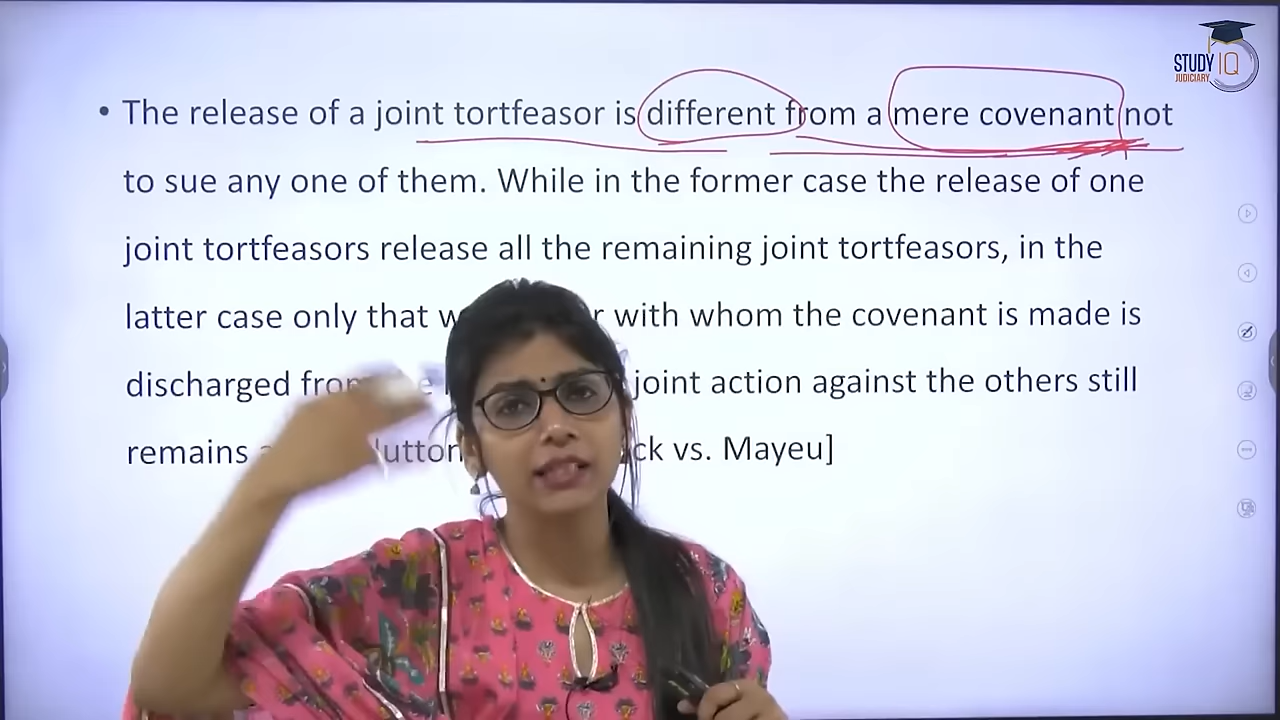 STUDY IQ
JUDICIARY
• The release of a joint tortfeasor is different from a mere covenant not
to sue any one of them. While in the former case the release of one
joint tortfeasors release all the remaining joint tortfeasors, in the
latter case only that with whom the covenant is made is
discharged joint action against the others still
remains vs. Mayeu]